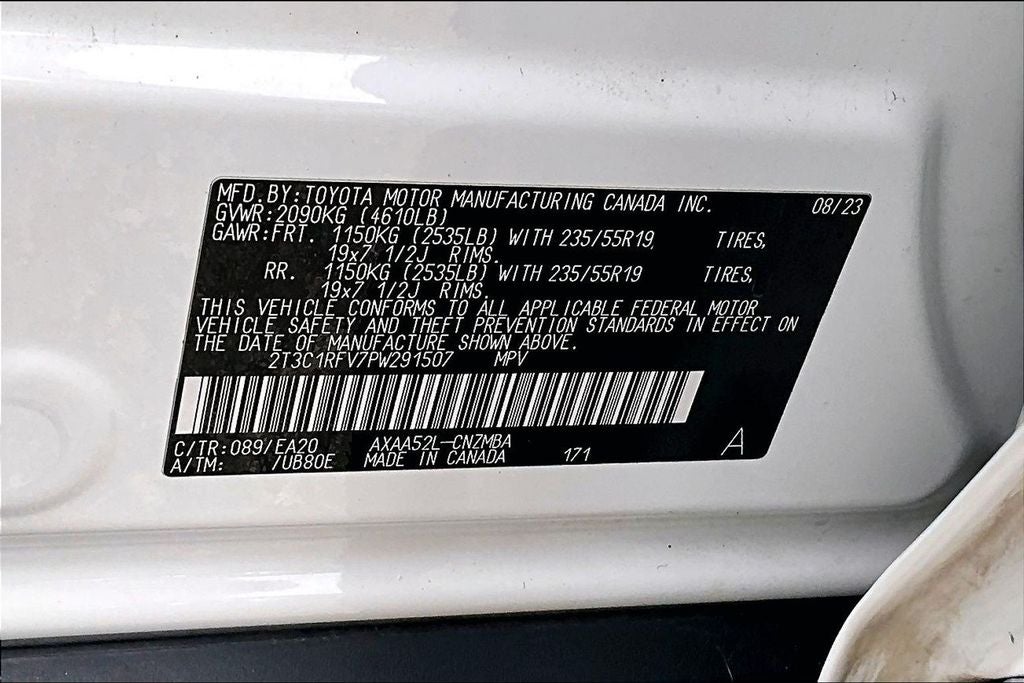 MFD.BY:TOYOTA MOTOR MANUFACTURING CANADA INC. 08/23
GVWR:2090KG (4610LB)
GAWR:FRT. 1150KG (2535LB) WITH 235/55R19, TIRES,
19x7 1/2J RIMS.
RR. 1150KG (2535LB) WITH 235/55R19 TIRES,
19x7 1/2J RIMS.
THIS VEHICLE CONFORMS TO ALL APPLICABLE FEDERAL MOTOR
VEHICLE SAFETY AND THEFT PREVENTION STANDARDS IN EFFECT ON
THE DATE OF MANUFACTURE SHOWN ABOVE.
2T3C1RFV7PW291507 MPV
C/TR:089/EA20 AXAA52L-CNZMBA
A/TM: /UB80E MADE IN CANADA 171 A